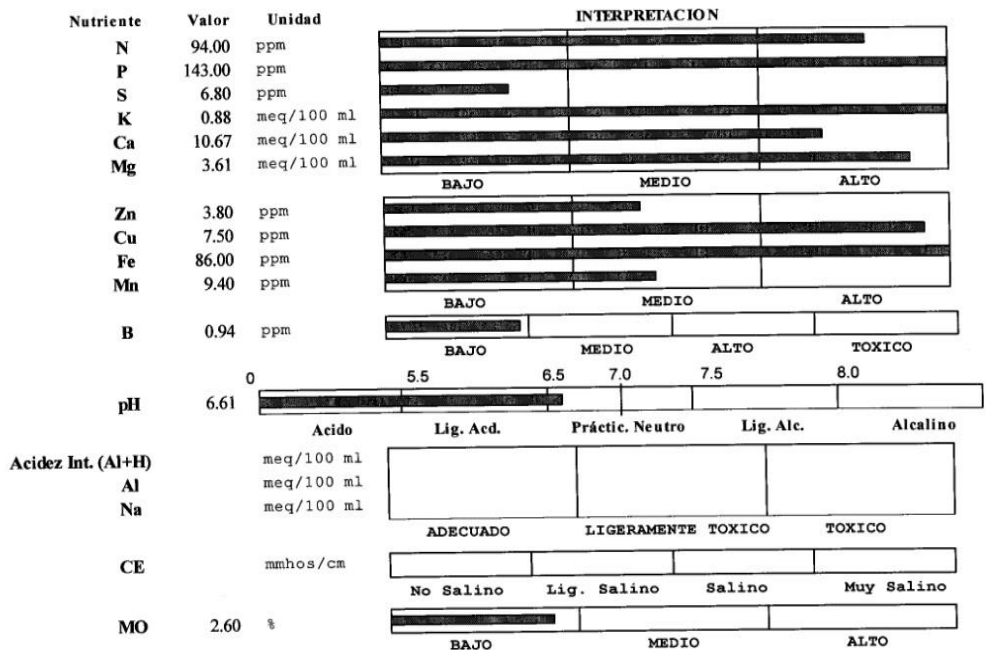 Nutriente Valor Unidad INTERPRETACION
N 94.00 ppm
P 143.00 ppm
S 6.80 ppm
K 0.88 meq/100 ml
Ca 10.67 meq/100 ml
Mg 3.61 meq/100 ml
BAJO MEDIO ALTO
Zn 3.80 ppm
Cu 7.50 ppm
Fe 86.00 ppm
Mn 9.40 ppm
BAJO MEDIO ALTO
B 0.94 ppm
BAJO MEDIO ALTO TOXICO
0 5.5 6.5 7.0 7.5 8.0
pH 6.61
Acido Lig. Acd. Práctic. Neutro Lig. Alc. Alcalino
Acidez Int. (Al+H) meq/100 ml
Al meq/100 ml
Na meq/100 ml
ADECUADO LIGERAMENTE TOXICO TOXICO
CE mmhos/cm
No Salino Lig. Salino Salino Muy Salino
MO 2.60 %
BAJO MEDIO ALTO